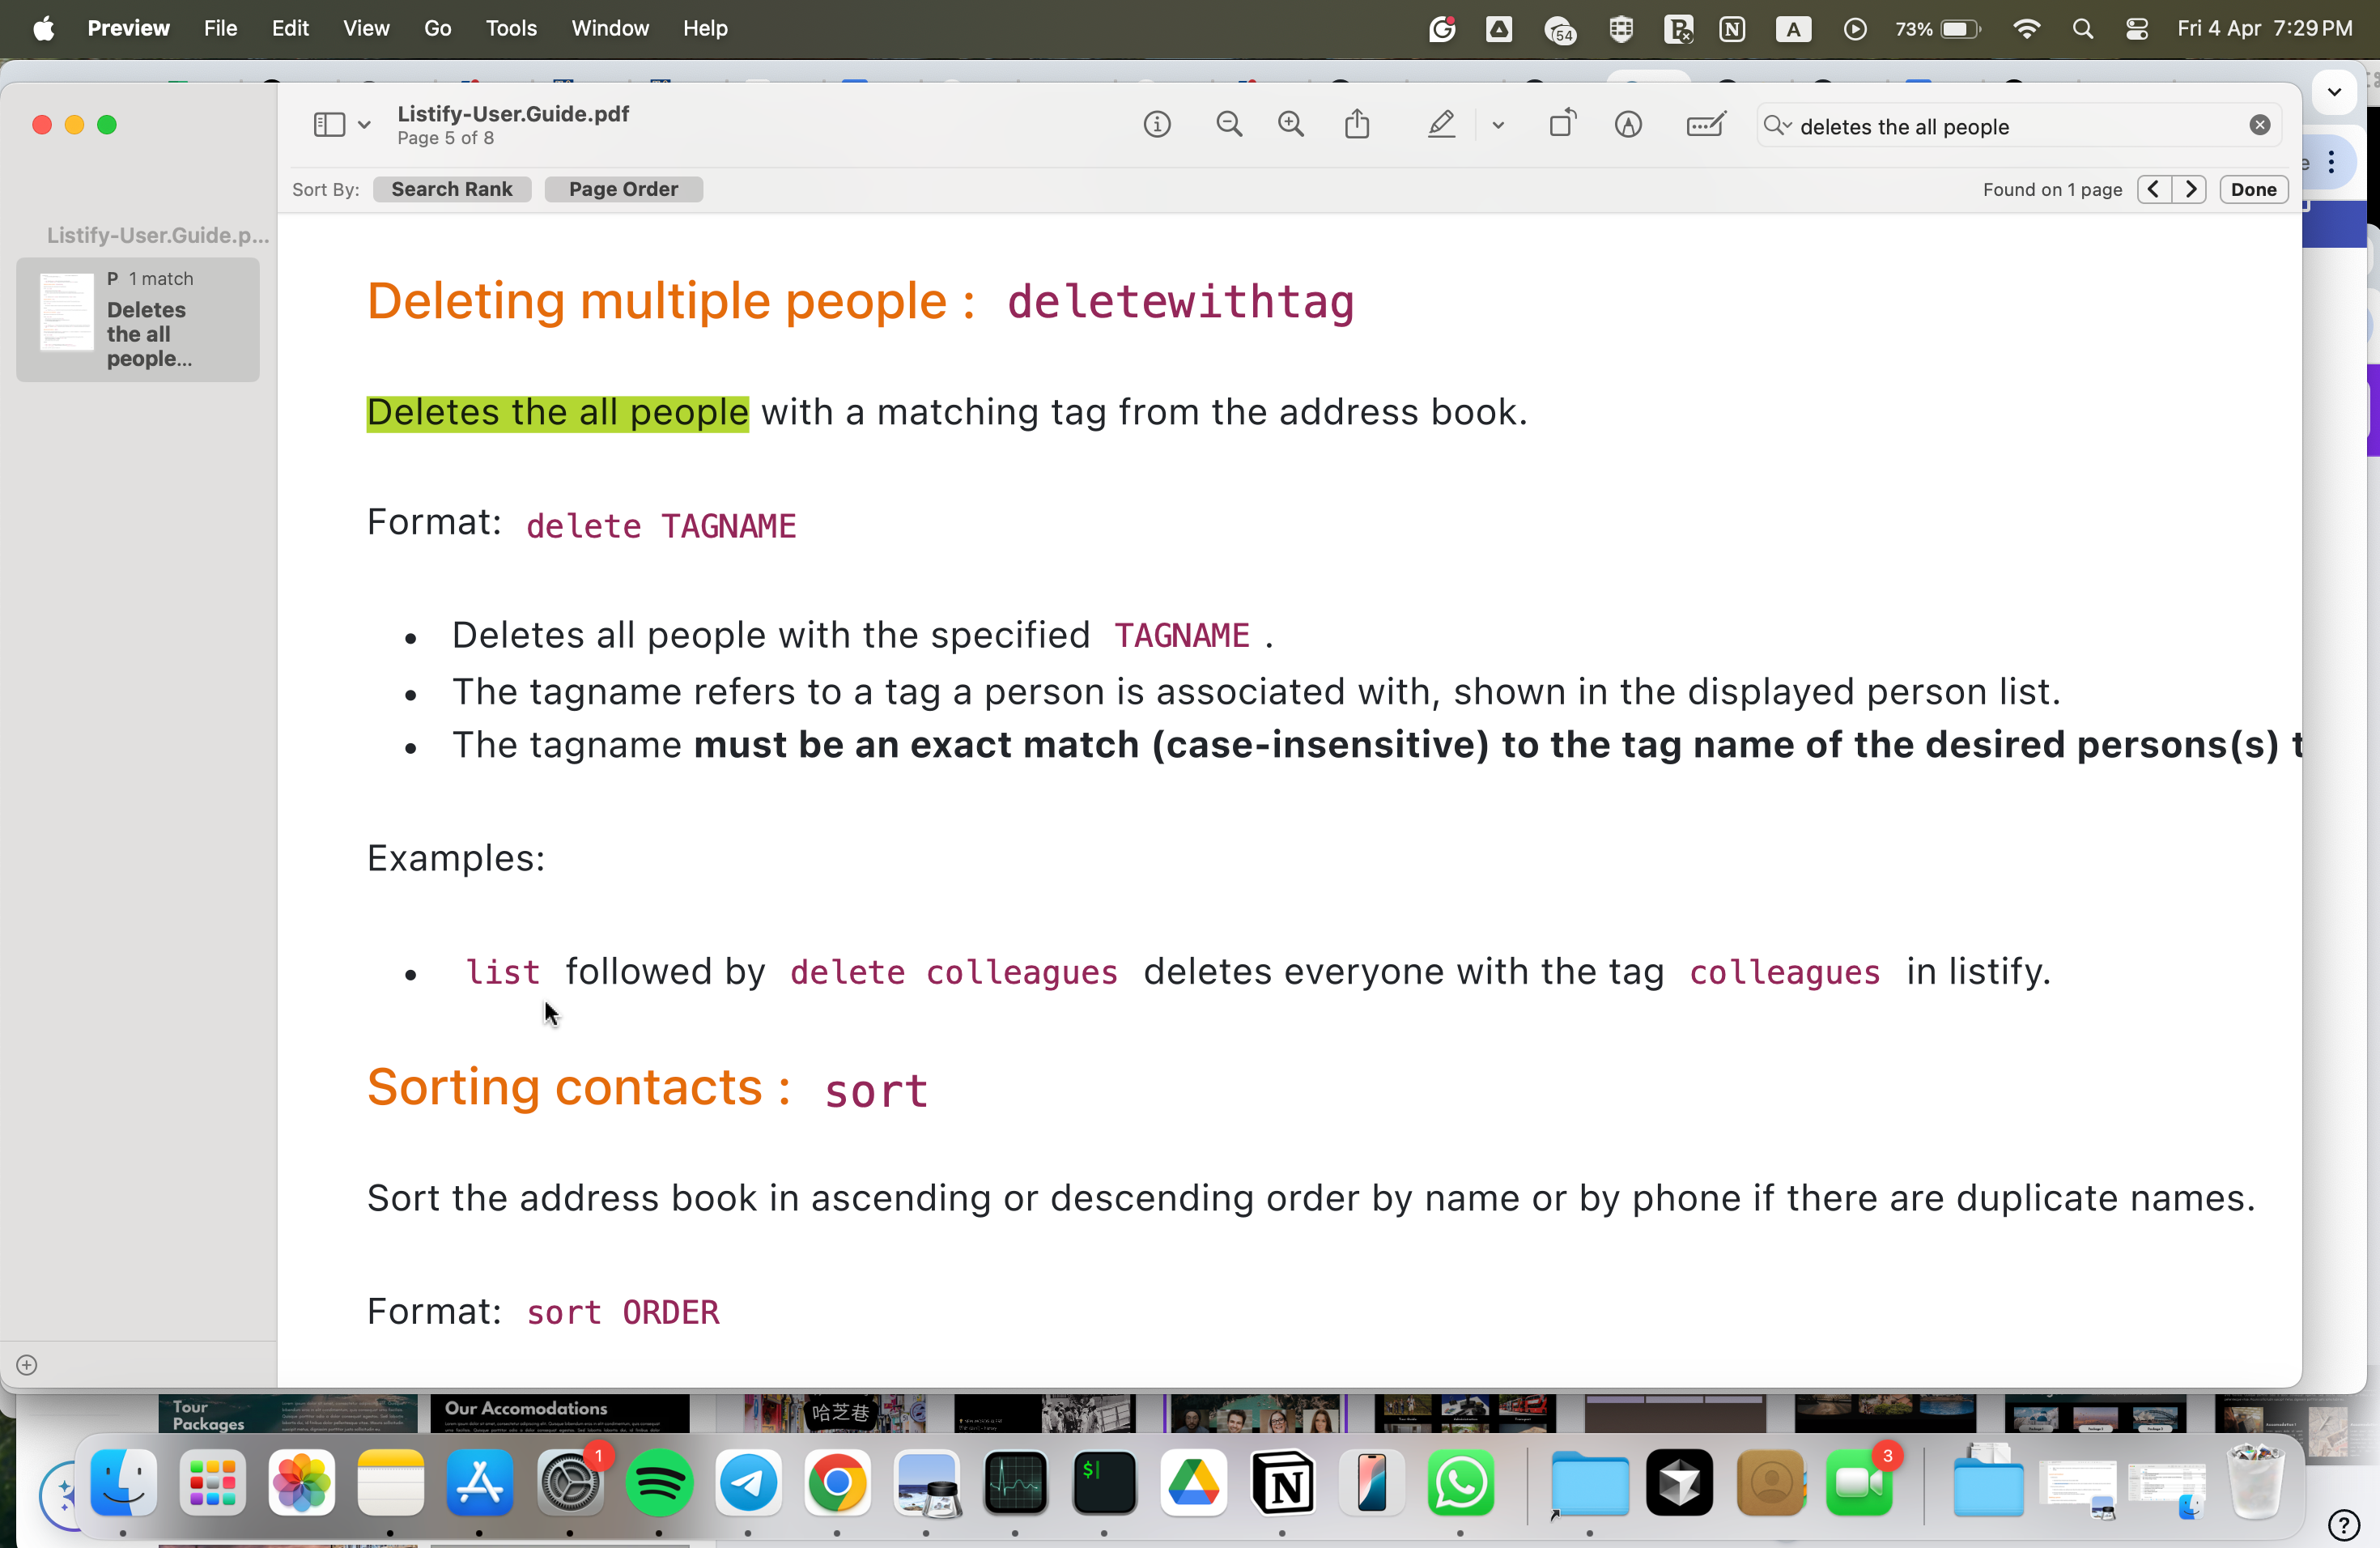 Preview File Edit View Go Tools Window Help
54
N
A
73%
Fri 4 Apr 7:29 PM
Listify-User.Guide.pdf
Page 5 of 8
deletes the all people
Sort By: Search Rank Page Order
Found on 1 page
Done
Listify-User.Guide.p...
P 1 match
Deletes
the all
people...
Deleting multiple people : deletewithtag
Deletes the all people with a matching tag from the address book.
Format: delete TAGNAME
• Deletes all people with the specified TAGNAME .
• The tagname refers to a tag a person is associated with, shown in the displayed person list.
• The tagname must be an exact match (case-insensitive) to the tag name of the desired persons(s) t
Examples:
• list followed by delete colleagues deletes everyone with the tag colleagues in listify.
Sorting contacts : sort
Sort the address book in ascending or descending order by name or by phone if there are duplicate names.
Format: sort ORDER
Tour
Packages
Our Accomodations
哈芝巷
1
$
N
3
?